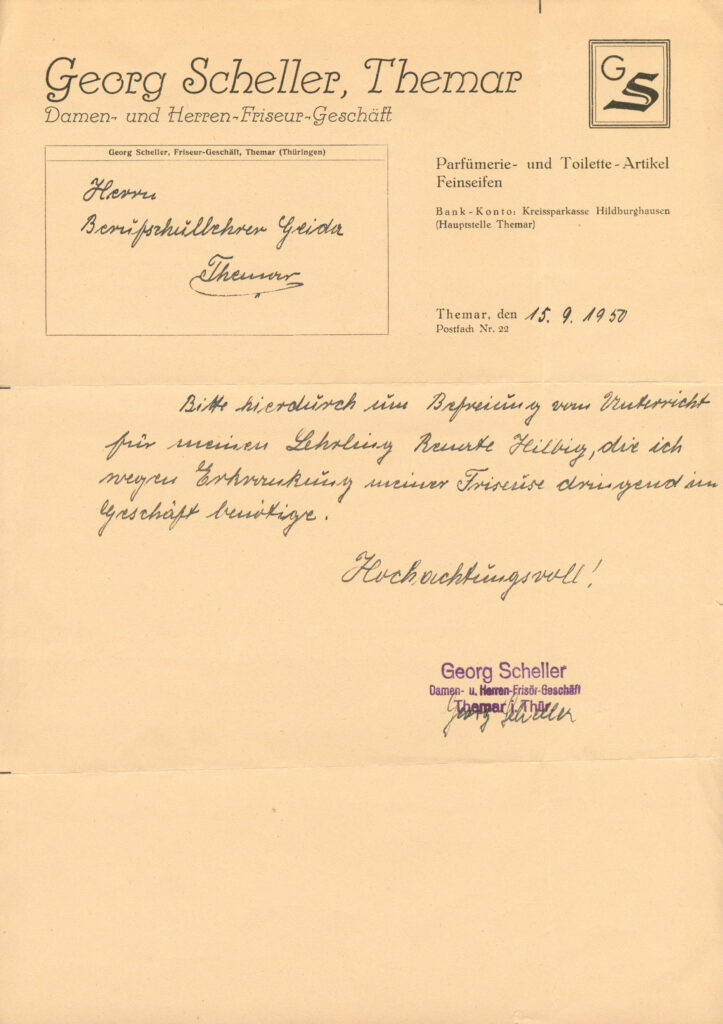 Georg Scheller, Themar
Damen- und Herren-Friseur-Geschäft
G S
Georg Scheller, Friseur-Geschäft, Themar (Thüringen)
Herrn
Berufschullehrer Geida
Themar
Parfümerie- und Toilette-Artikel
Feinseifen
Bank-Konto: Kreissparkasse Hildburghausen
(Hauptstelle Themar)
Themar, den 15. 9. 1950
Postfach Nr. 22
Bitte hierdurch um Befreiung vom Unterricht
für meinen Lehrling Renate Hilbig, die ich
wegen Erkrankung meiner Friseuse dringend im
Geschäft benötige.
Hochachtungsvoll!
Georg Scheller
Damen- u. Herren-Frisör-Geschäft
Themar i. Thür.
Georg Scheller